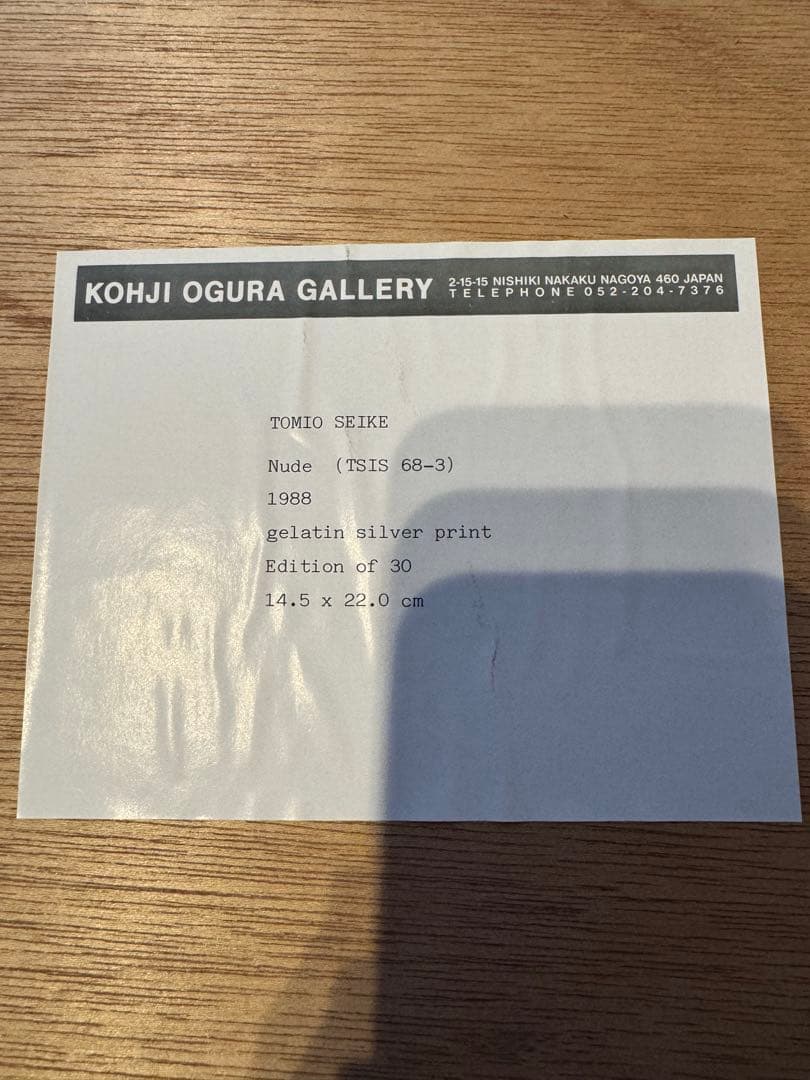 KOHJI OGURA GALLERY
2-15-15 NISHIKI NAKAKU NAGOYA 460 JAPAN
TELEPHONE 052-204-7376
TOMIO SEIKE
Nude (TSIS 68-3)
1988
gelatin silver print
Edition of 30
14.5 x 22.0 cm